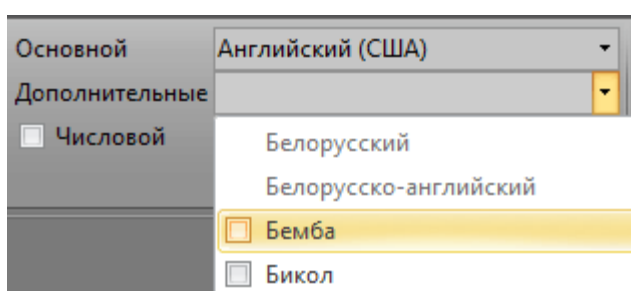 Основной Английский (США)
Дополнительные
Числовой
Белорусский
Белорусско-английский
Бемба
Бикол